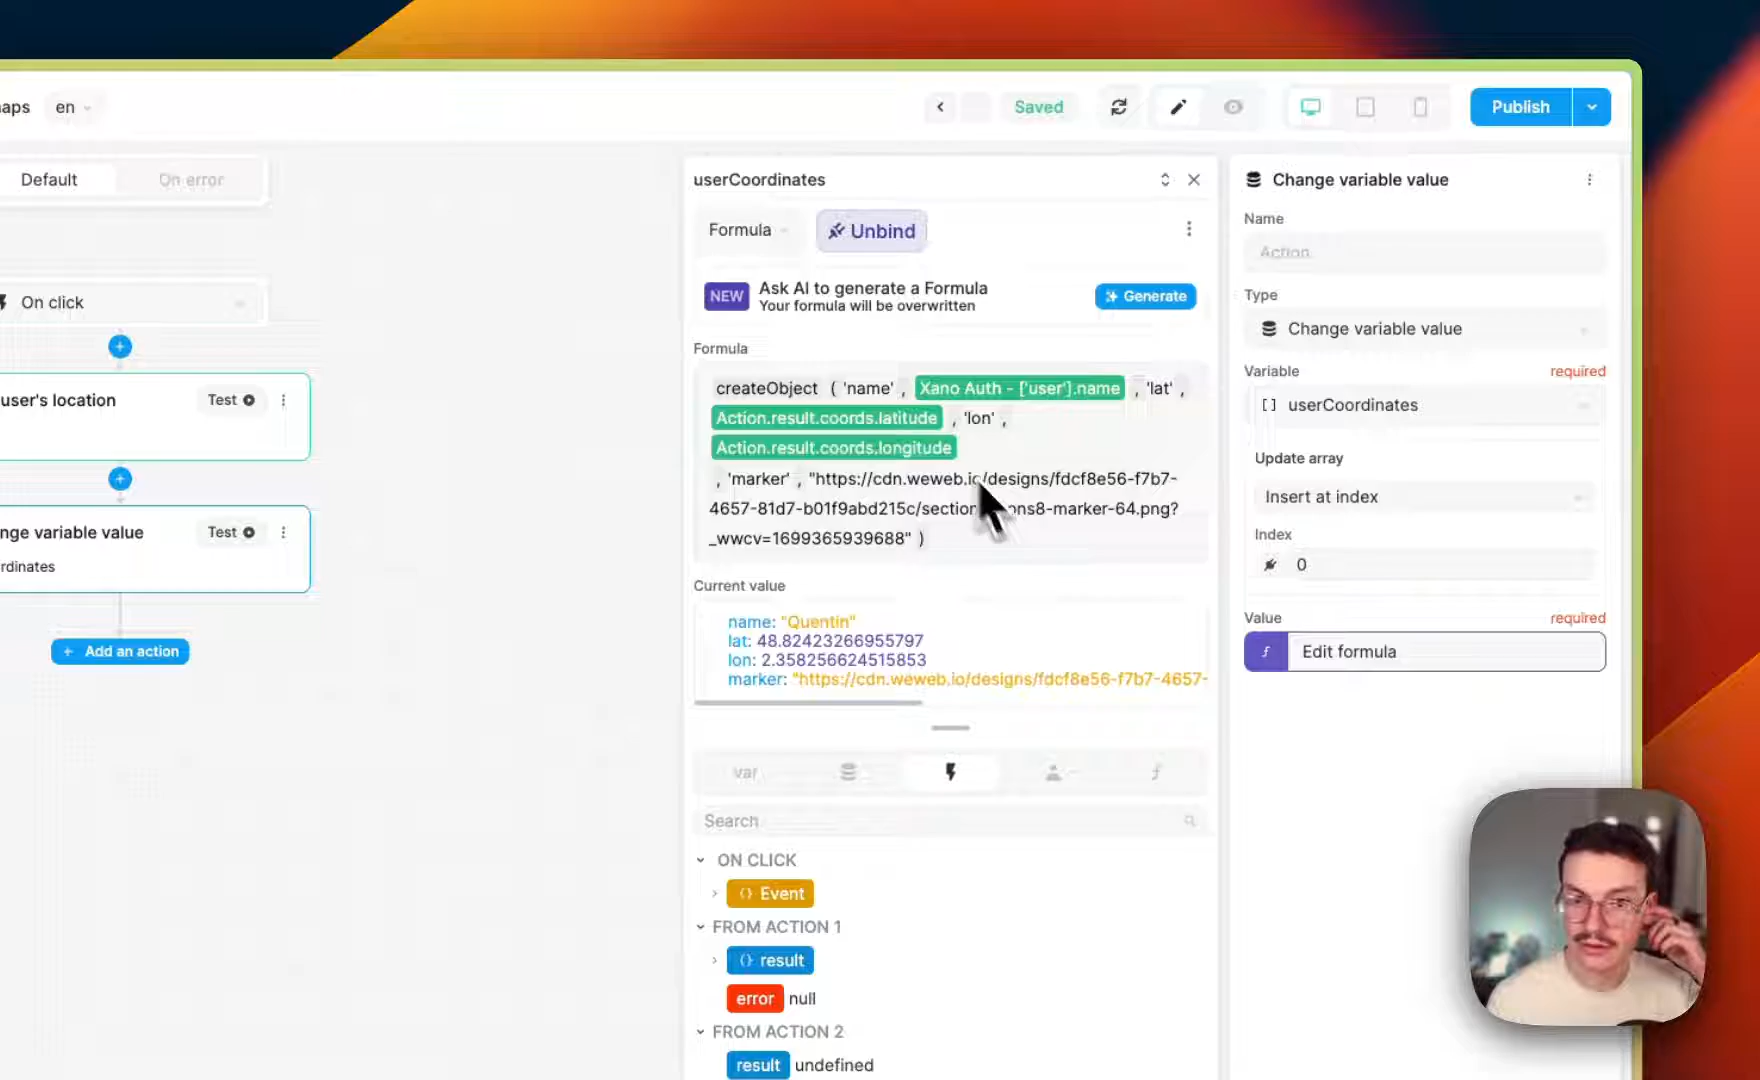 aps en
Saved
Publish
Default On error
On click
user's location Test
nge variable value Test
rdinates
+ Add an action
userCoordinates
Formula Unbind
NEW Ask AI to generate a Formula
Your formula will be overwritten
Generate
Formula
createObject ( 'name' , Xano Auth - ['user'].name , 'lat' ,
Action.result.coords.latitude , 'lon' ,
Action.result.coords.longitude
, 'marker' , "https://cdn.weweb.io/designs/fdcf8e56-f7b7-
4657-81d7-b01f9abd215c/section ns8-marker-64.png?
_wwcv=1699365939688" )
Current value
name: "Quentin"
lat: 48.82423266955797
lon: 2.358256624515853
marker: "https://cdn.weweb.io/designs/fdcf8e56-f7b7-4657-
var
Search
ON CLICK
Event
FROM ACTION 1
result
error null
FROM ACTION 2
result undefined
Change variable value
Name
Action
Type
Change variable value
Variable required
[] userCoordinates
Update array
Insert at index
Index
0
Value required
f Edit formula